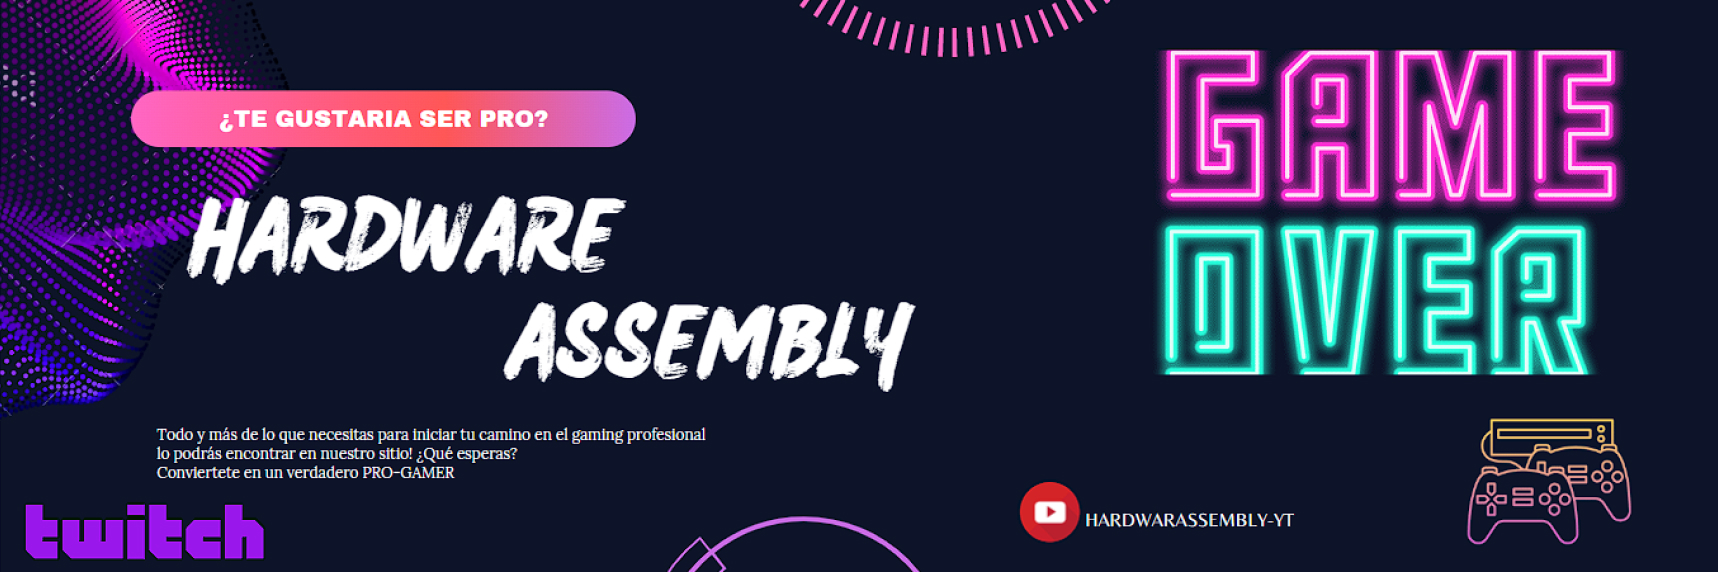 ¿TE GUSTARIA SER PRO?
HARDWARE
ASSEMBLY
Todo y más de lo que necesitas para iniciar tu camino en el gaming profesional
lo podrás encontrar en nuestro sitio! ¿Qué esperas?
Conviertete en un verdadero PRO-GAMER
twitch
GAME
OVER
HARDWARASSEMBLY-YT